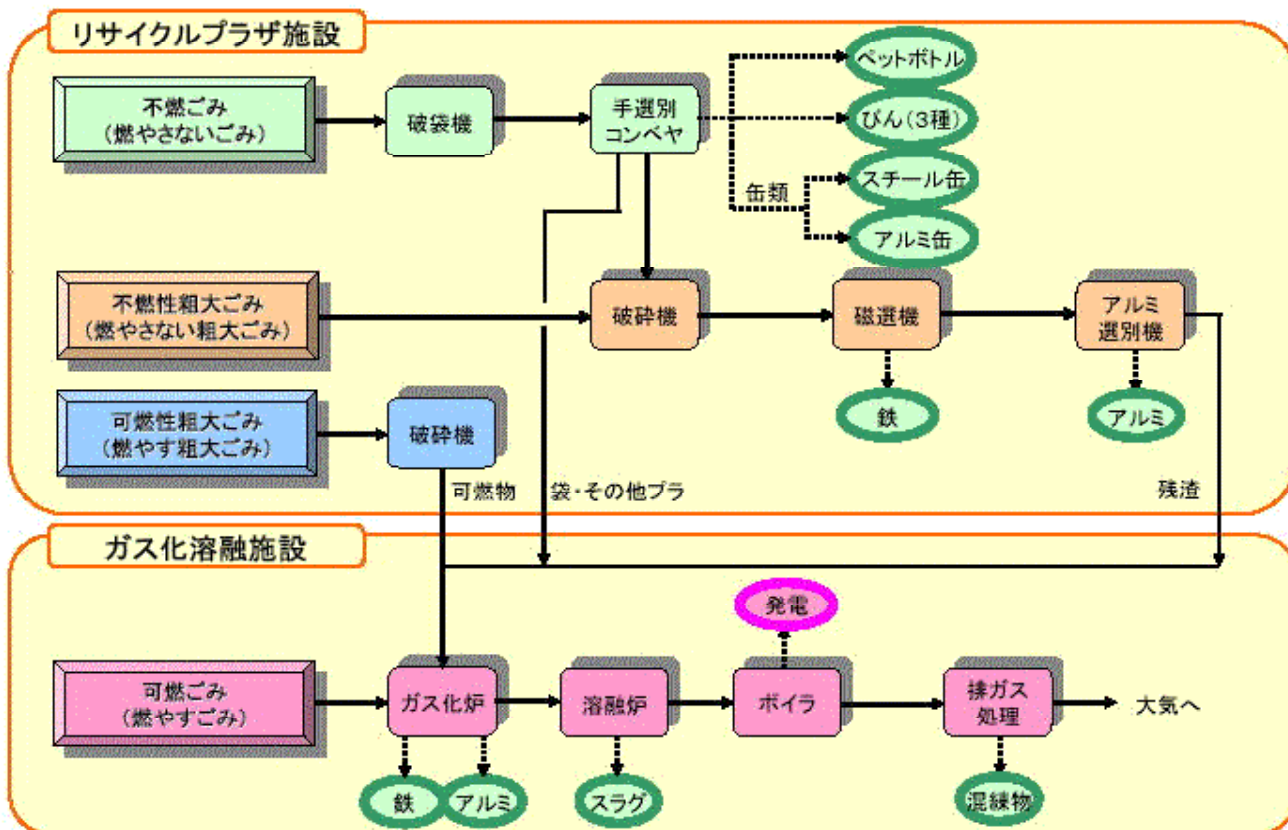 リサイクルプラザ施設
不燃ごみ
(燃やさないごみ)
破袋機
手選別
コンベヤ
ペットボトル
びん(3種)
缶類
スチール缶
アルミ缶
不燃性粗大ごみ
(燃やさない粗大ごみ)
破砕機
磁選機
アルミ
選別機
鉄
アルミ
可燃性粗大ごみ
(燃やす粗大ごみ)
破砕機
可燃物
袋・その他プラ
残渣
ガス化溶融施設
発電
可燃ごみ
(燃やすごみ)
ガス化炉
溶融炉
ボイラ
排ガス
処理
大気へ
鉄
アルミ
スラグ
混練物